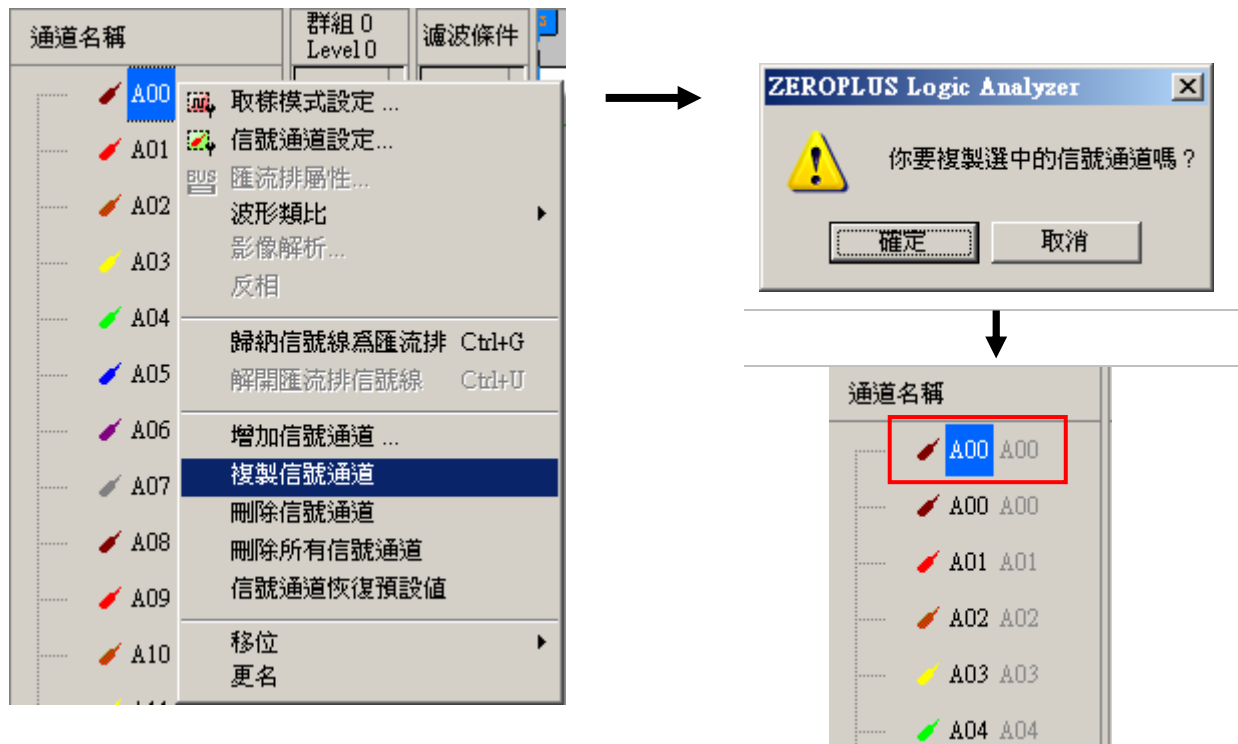 通道名稱
群組 0
Level 0
濾波條件
A00
A01
A02
A03
A04
A05
A06
A07
A08
A09
A10
取樣模式設定 ...
信號通道設定...
BUS 匯流排屬性...
波形類比
影像解析...
反相
歸納信號線爲匯流排 Ctrl+G
解開匯流排信號線 Ctrl+U
增加信號通道 ...
複製信號通道
刪除信號通道
刪除所有信號通道
信號通道恢復預設值
移位
更名
ZEROPLUS Logic Analyzer
你要複製選中的信號通道嗎？
確定
取消
通道名稱
A00 A00
A00 A00
A01 A01
A02 A02
A03 A03
A04 A04